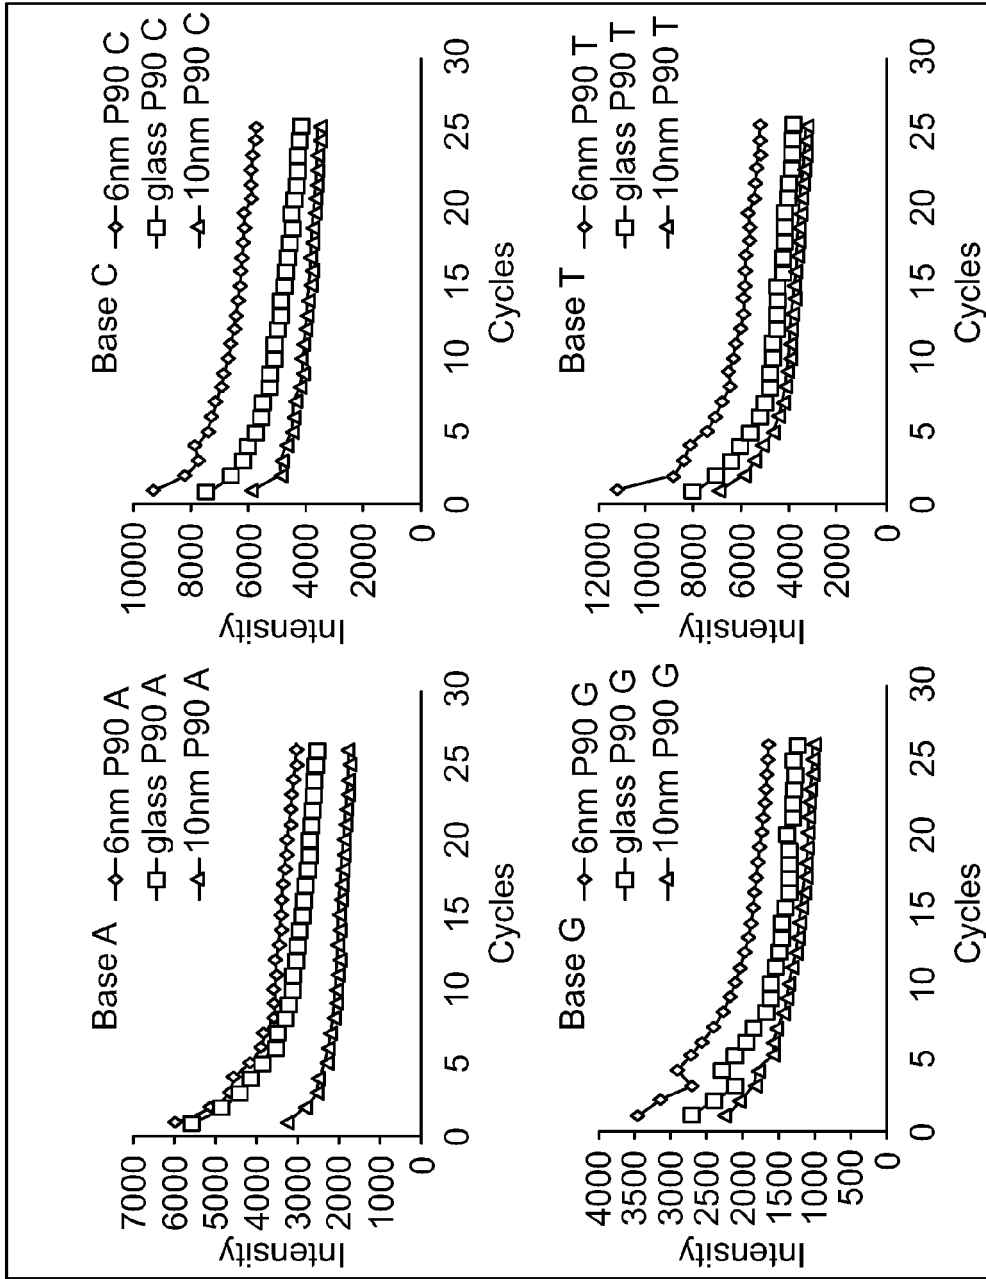 Base A
6nm P90 A
glass P90 A
10nm P90 A
7000
6000
5000
4000
3000
2000
1000
0
Intensity
0 5 10 15 20 25 30
Cycles
Base C
6nm P90 C
glass P90 C
10nm P90 C
10000
8000
6000
4000
2000
0
Intensity
0 5 10 15 20 25 30
Cycles
Base G
6nm P90 G
glass P90 G
10nm P90 G
4000
3500
3000
2500
2000
1500
1000
500
0
Intensity
0 5 10 15 20 25 30
Cycles
Base T
6nm P90 T
glass P90 T
10nm P90 T
12000
10000
8000
6000
4000
2000
0
Intensity
0 5 10 15 20 25 30
Cycles